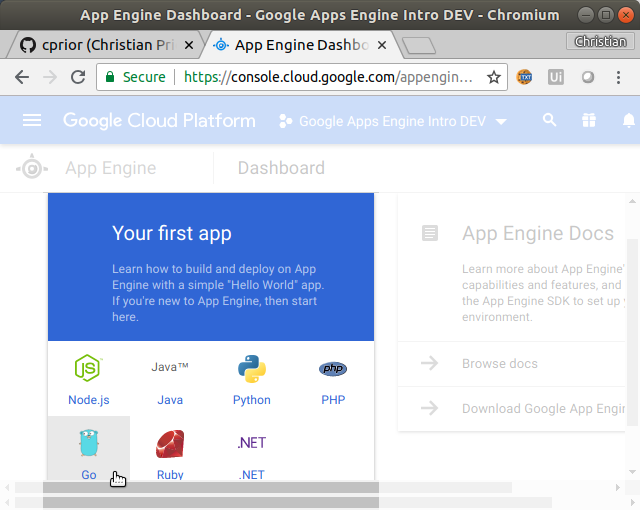 App Engine Dashboard - Google Apps Engine Intro DEV - Chromium
cprior (Christian Pri
App Engine Dashbo
Christian
Secure
https://console.cloud.google.com/appengin...
TXT
Ui
Google Cloud Platform
Google Apps Engine Intro DEV
App Engine
Dashboard
Your first app
Learn how to build and deploy on App
Engine with a simple "Hello World" app.
If you're new to App Engine, then start
here.
App Engine Docs
Learn more about App Engine'
capabilities and features, and
the App Engine SDK to set up y
environment.
Browse docs
Download Google App Engin
JS
Java™
php
Node.js
Java
Python
PHP
.NET
Go
Ruby
.NET